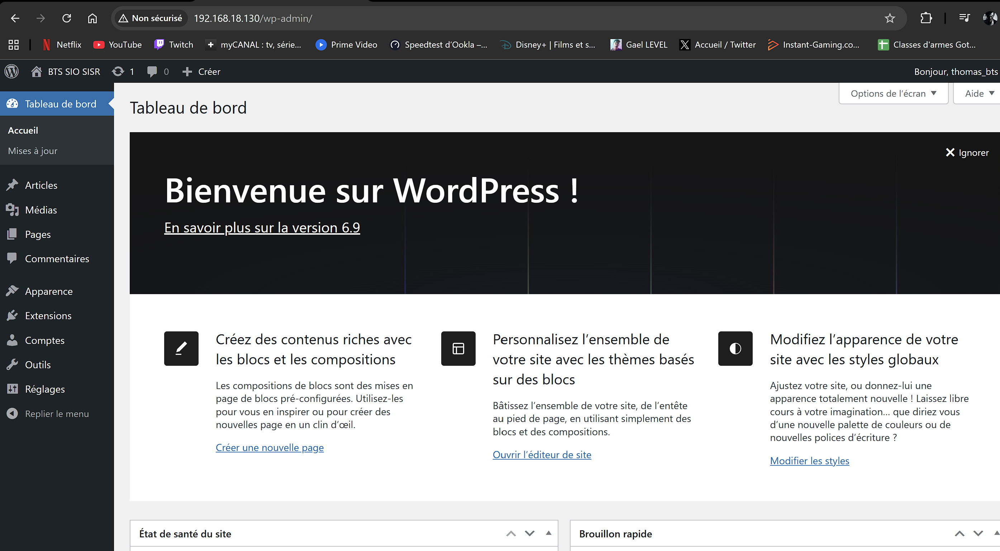 Non sécurisé 192.168.18.130/wp-admin/
Netflix YouTube Twitch myCANAL : tv, série... Prime Video Speedtest d'Ookla –... Disney+ | Films et s... Gael LEVEL Accueil / Twitter Instant-Gaming.co... Classes d'armes Got...
BTS SIO SISR 1 0 Créer Bonjour, thomas_bts
Options de l'écran Aide
Tableau de bord
Accueil
Mises à jour
Articles
Médias
Pages
Commentaires
Apparence
Extensions
Comptes
Outils
Réglages
Replier le menu
Tableau de bord
Ignorer
Bienvenue sur WordPress !
En savoir plus sur la version 6.9
Créez des contenus riches avec
les blocs et les compositions
Les compositions de blocs sont des mises en
page de blocs pré-configurées. Utilisez-les
pour vous en inspirer ou pour créer des
nouvelles page en un clin d'œil.
Créer une nouvelle page
Personnalisez l'ensemble de
votre site avec les thèmes basés
sur des blocs
Bâtissez l'ensemble de votre site, de l'entête
au pied de page, en utilisant simplement des
blocs et des compositions.
Ouvrir l'éditeur de site
Modifiez l'apparence de votre
site avec les styles globaux
Ajustez votre site, ou donnez-lui une
apparence totalement nouvelle ! Laissez libre
cours à votre imagination... que diriez vous
d'une nouvelle palette de couleurs ou de
nouvelles polices d'écriture ?
Modifier les styles
État de santé du site
Brouillon rapide